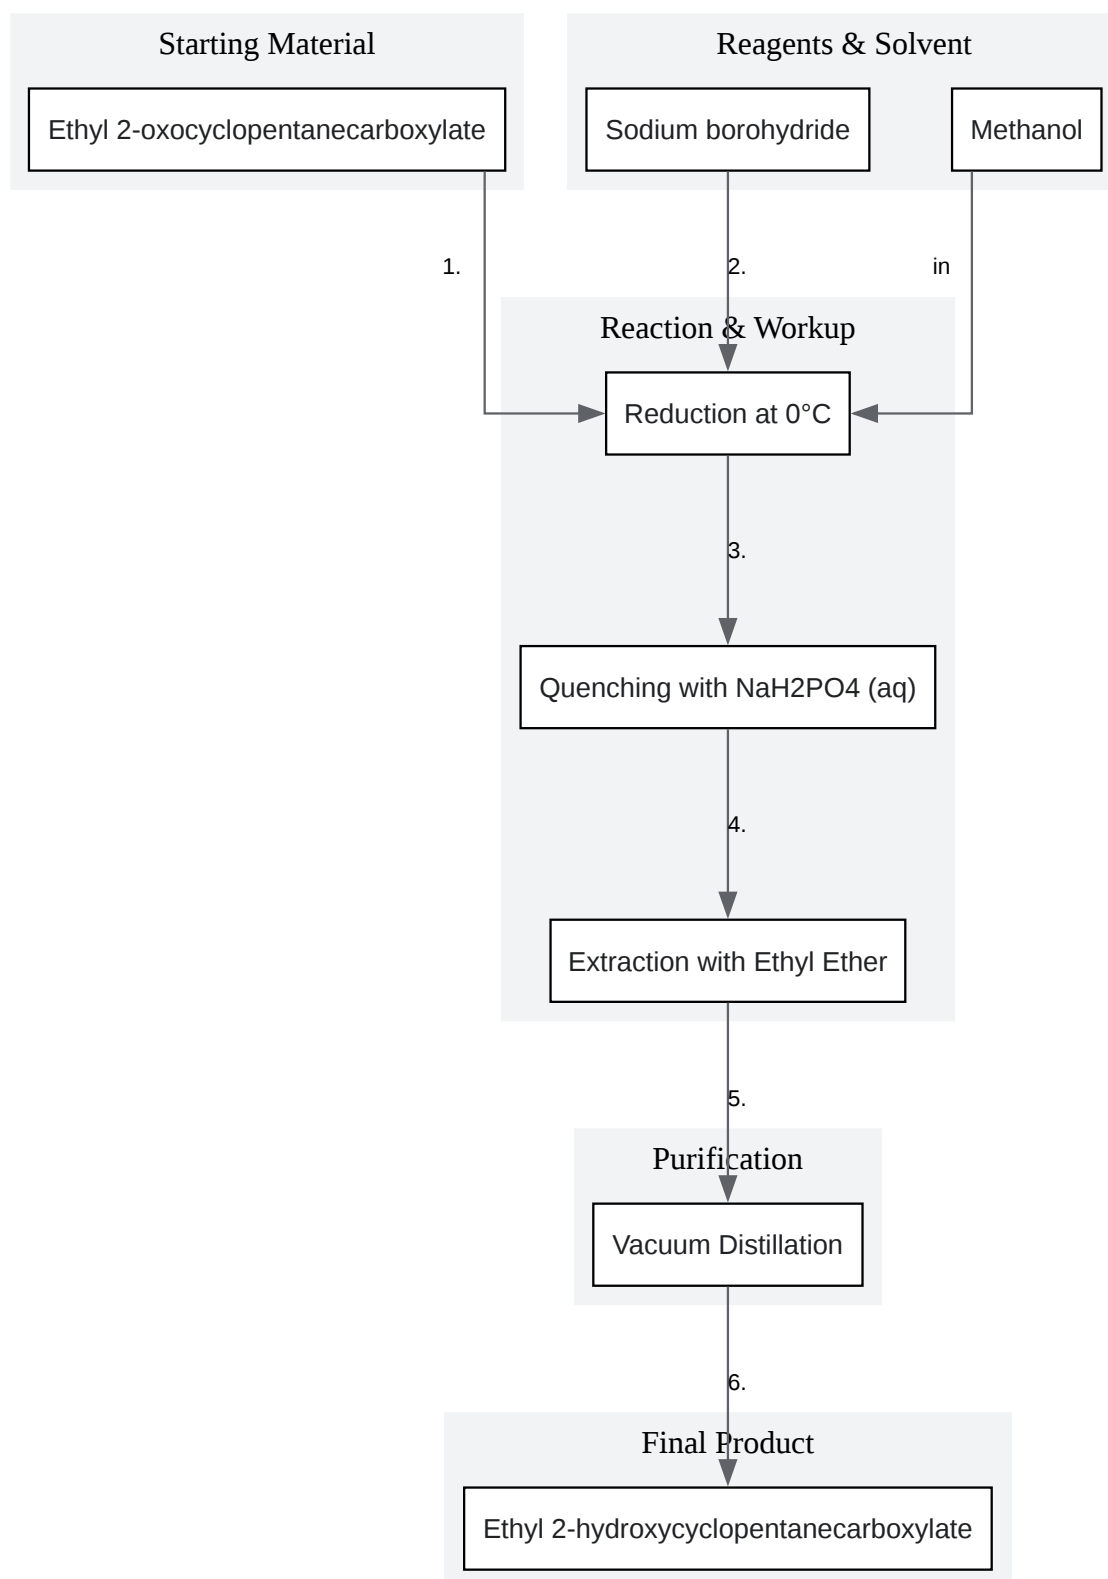 Starting Material
Reagents & Solvent
Ethyl 2-oxocyclopentanecarboxylate
Sodium borohydride
Methanol
1.
2.
in
Reaction & Workup
Reduction at 0°C
3.
Quenching with NaH2PO4 (aq)
4.
Extraction with Ethyl Ether
5.
Purification
Vacuum Distillation
6.
Final Product
Ethyl 2-hydroxycyclopentanecarboxylate